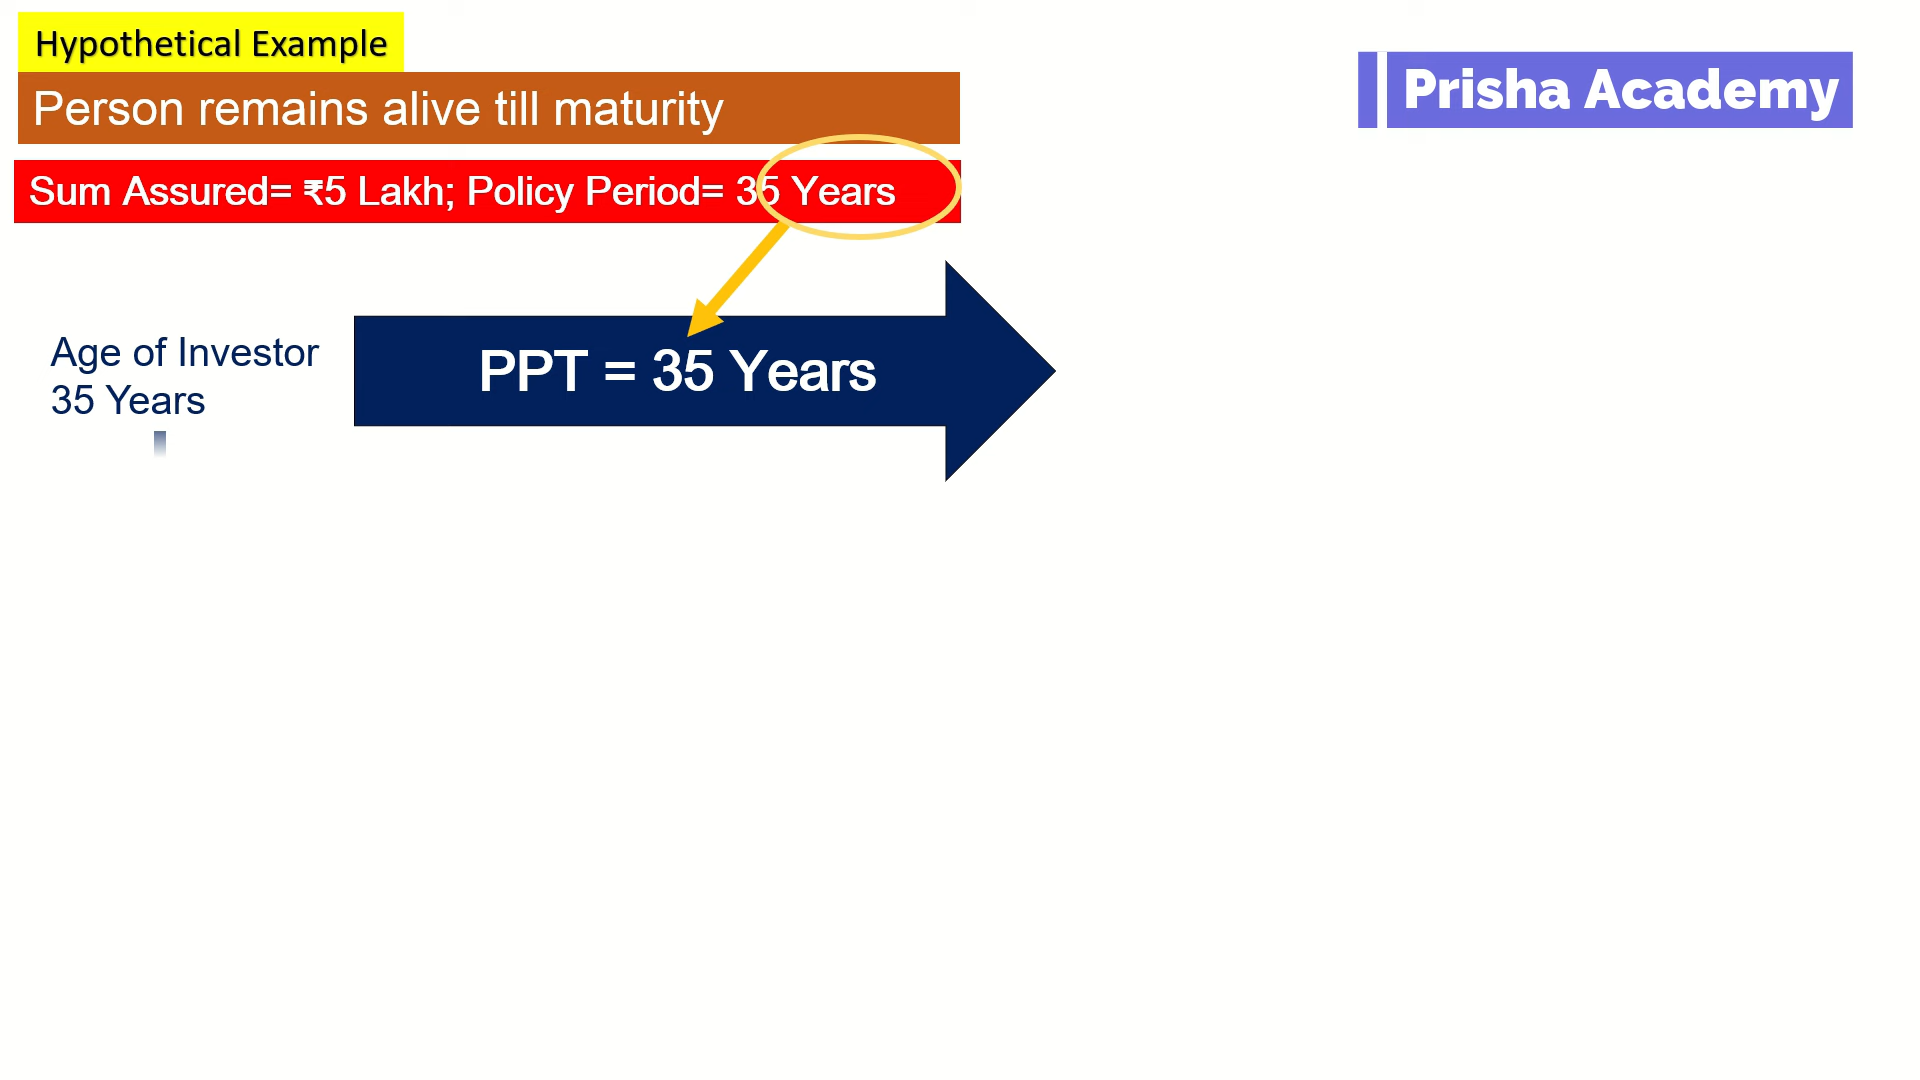 Hypothetical Example
Prisha Academy
Person remains alive till maturity
Sum Assured= ₹5 Lakh; Policy Period= 35 Years
Age of Investor
35 Years
PPT = 35 Years